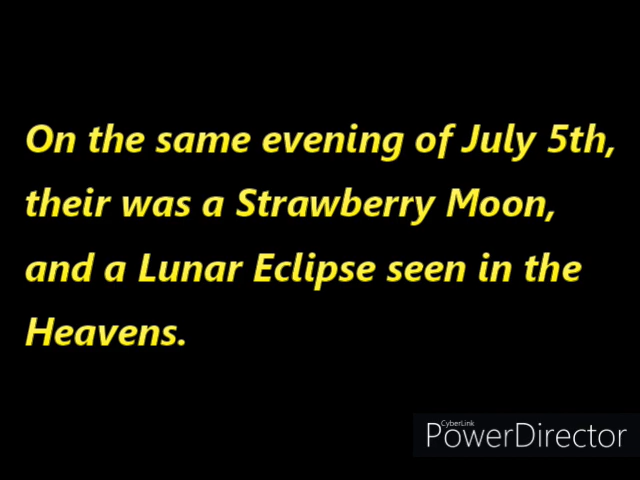 On the same evening of July 5th,
their was a Strawberry Moon,
and a Lunar Eclipse seen in the
Heavens.
CyberLink
PowerDirector